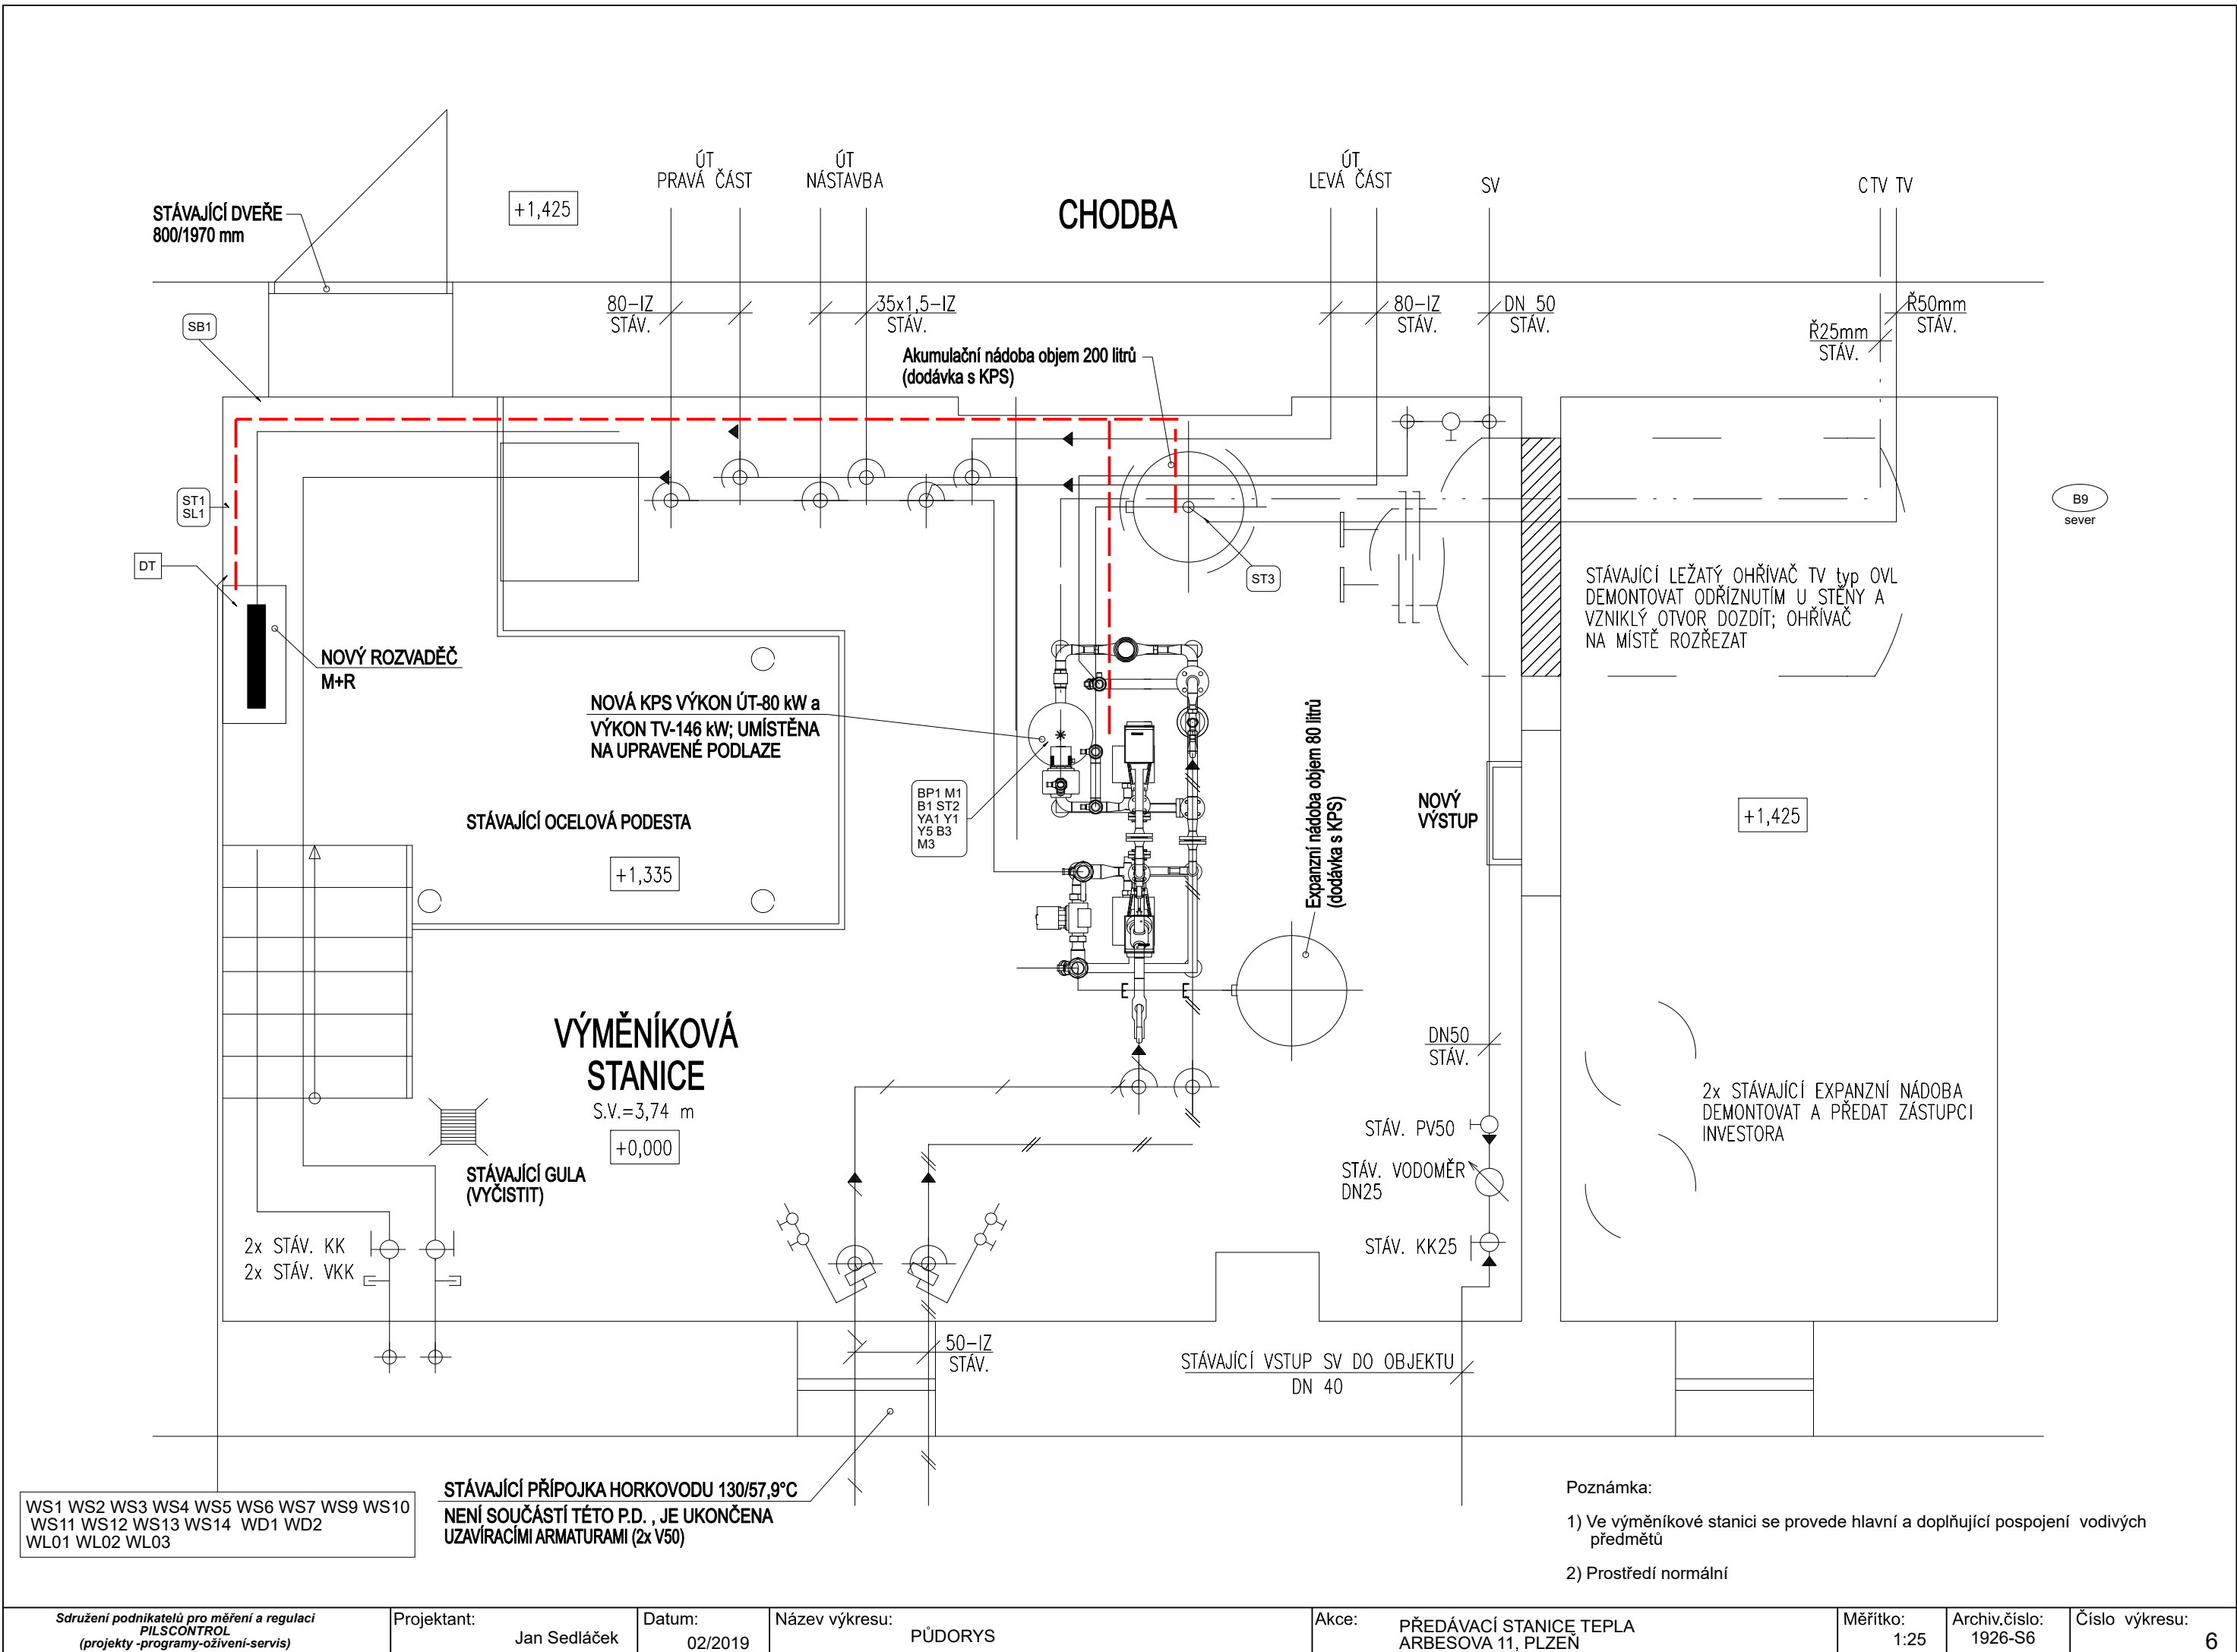 ÚT
PRAVÁ ČÁST
ÚT
NÁSTAVBA
ÚT
LEVÁ ČÁST
SV
CTV TV
STÁVAJÍCÍ DVEŘE
800/1970 mm
+1,425
CHODBA
80-IZ
STÁV.
35x1,5-IZ
STÁV.
80-IZ
STÁV.
DN 50
STÁV.
Ř25mm
STÁV.
Ř50mm
STÁV.
SB1
Akumulační nádoba objem 200 litrů
(dodávka s KPS)
ST1
SL1
DT
ST3
B9
sever
STÁVAJÍCÍ LEŽATÝ OHŘÍVAČ TV typ OVL
DEMONTOVAT ODŘÍZNUTÍM U STĚNY A
VZNIKLÝ OTVOR DOZDÍT; OHŘÍVAČ
NA MÍSTĚ ROZŘEZAT
NOVÝ ROZVADĚČ
M+R
NOVÁ KPS VÝKON ÚT-80 kW a
VÝKON TV-146 kW; UMÍSTĚNA
NA UPRAVENÉ PODLAZE
BP1 M1
B1 ST2
YA1 Y1
Y5 B3
M3
Expanzní nádoba objem 80 litrů
(dodávka s KPS)
NOVÝ
VÝSTUP
+1,425
STÁVAJÍCÍ OCELOVÁ PODESTA
+1,335
VÝMĚNÍKOVÁ
STANICE
S.V.=3,74 m
+0,000
DN50
STÁV.
2x STÁVAJÍCÍ EXPANZNÍ NÁDOBA
DEMONTOVAT A PŘEDAT ZÁSTUPCI
INVESTORA
STÁV. PV50
STÁV. VODOMĚR
DN25
STÁV. KK25
STÁVAJÍCÍ GULA
(VYČISTIT)
2x STÁV. KK
2x STÁV. VKK
50-IZ
STÁV.
STÁVAJÍCÍ VSTUP SV DO OBJEKTU
DN 40
STÁVAJÍCÍ PŘÍPOJKA HORKOVODU 130/57,9°C
NENÍ SOUČÁSTÍ TÉTO P.D. , JE UKONČENA
UZAVÍRACÍMI ARMATURAMI (2x V50)
WS1 WS2 WS3 WS4 WS5 WS6 WS7 WS9 WS10
WS11 WS12 WS13 WS14 WD1 WD2
WL01 WL02 WL03
Poznámka:
1) Ve výměníkové stanici se provede hlavní a doplňující pospojení vodivých
předmětů
2) Prostředí normální
Sdružení podnikatelů pro měření a regulaci
PILSCONTROL
(projekty -programy-oživení-servis)
Projektant:
Jan Sedláček
Datum:
02/2019
Název výkresu:
PŮDORYS
Akce:
PŘEDÁVACÍ STANICE TEPLA
ARBESOVA 11, PLZEŇ
Měřítko:
1:25
Archiv.číslo:
1926-S6
Číslo výkresu:
6